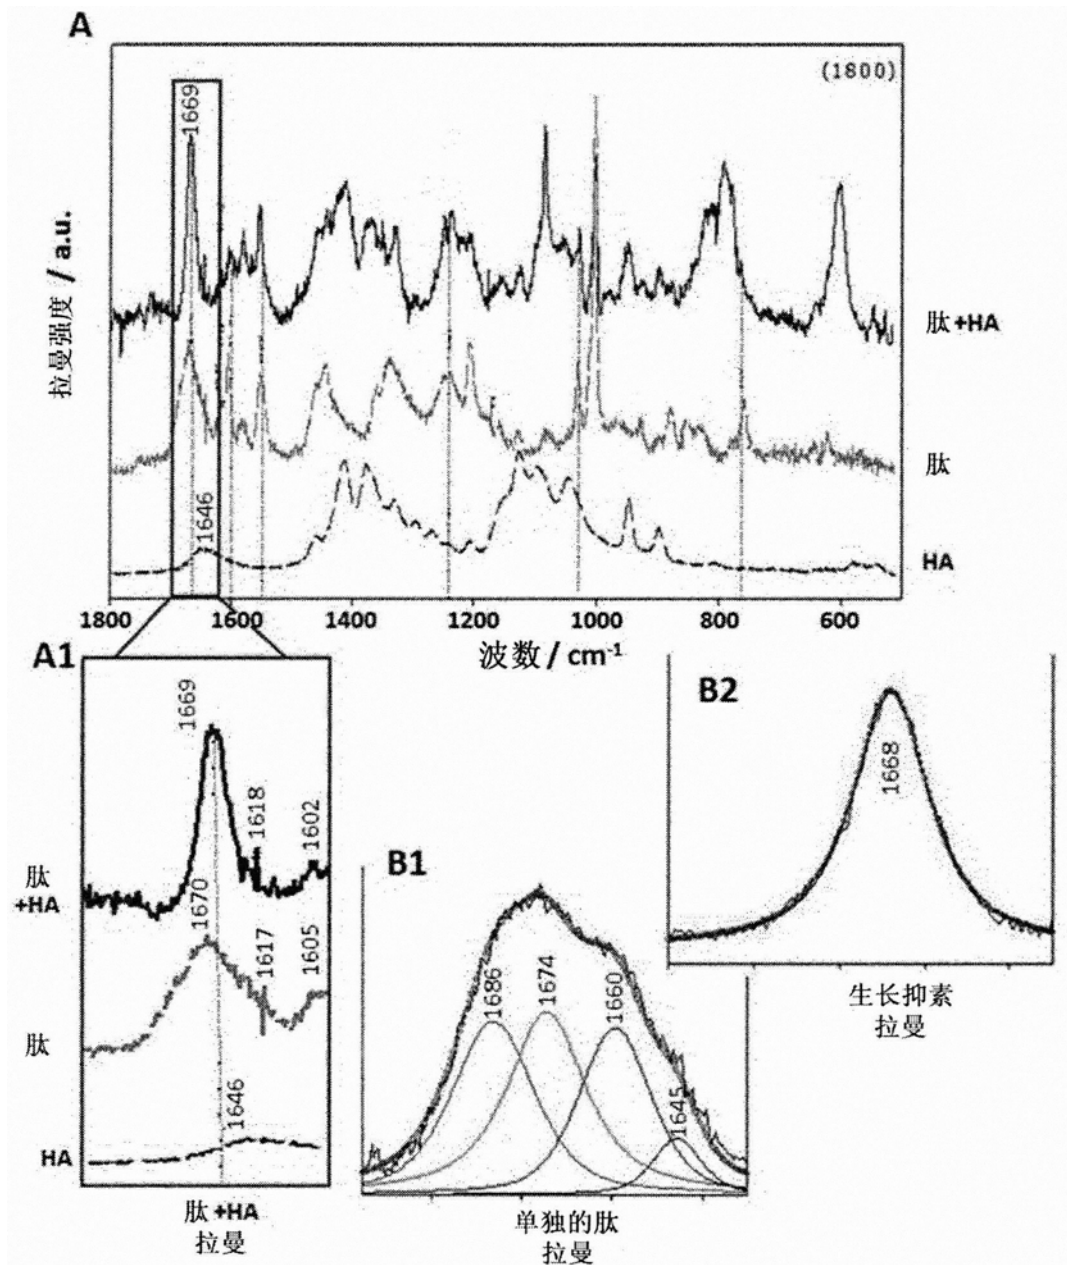 A
(1800)
1669
拉曼强度 / a.u.
肽 +HA
肽
1646
HA
1800
1600
1400
1200
1000
800
600
波数 / cm-1
A1
1669
1618
1602
肽
+HA
1670
1617
1605
肽
1646
HA
肽 +HA
拉曼
B1
1686
1674
1660
1645
单独的肽
拉曼
B2
1668
生长抑素
拉曼